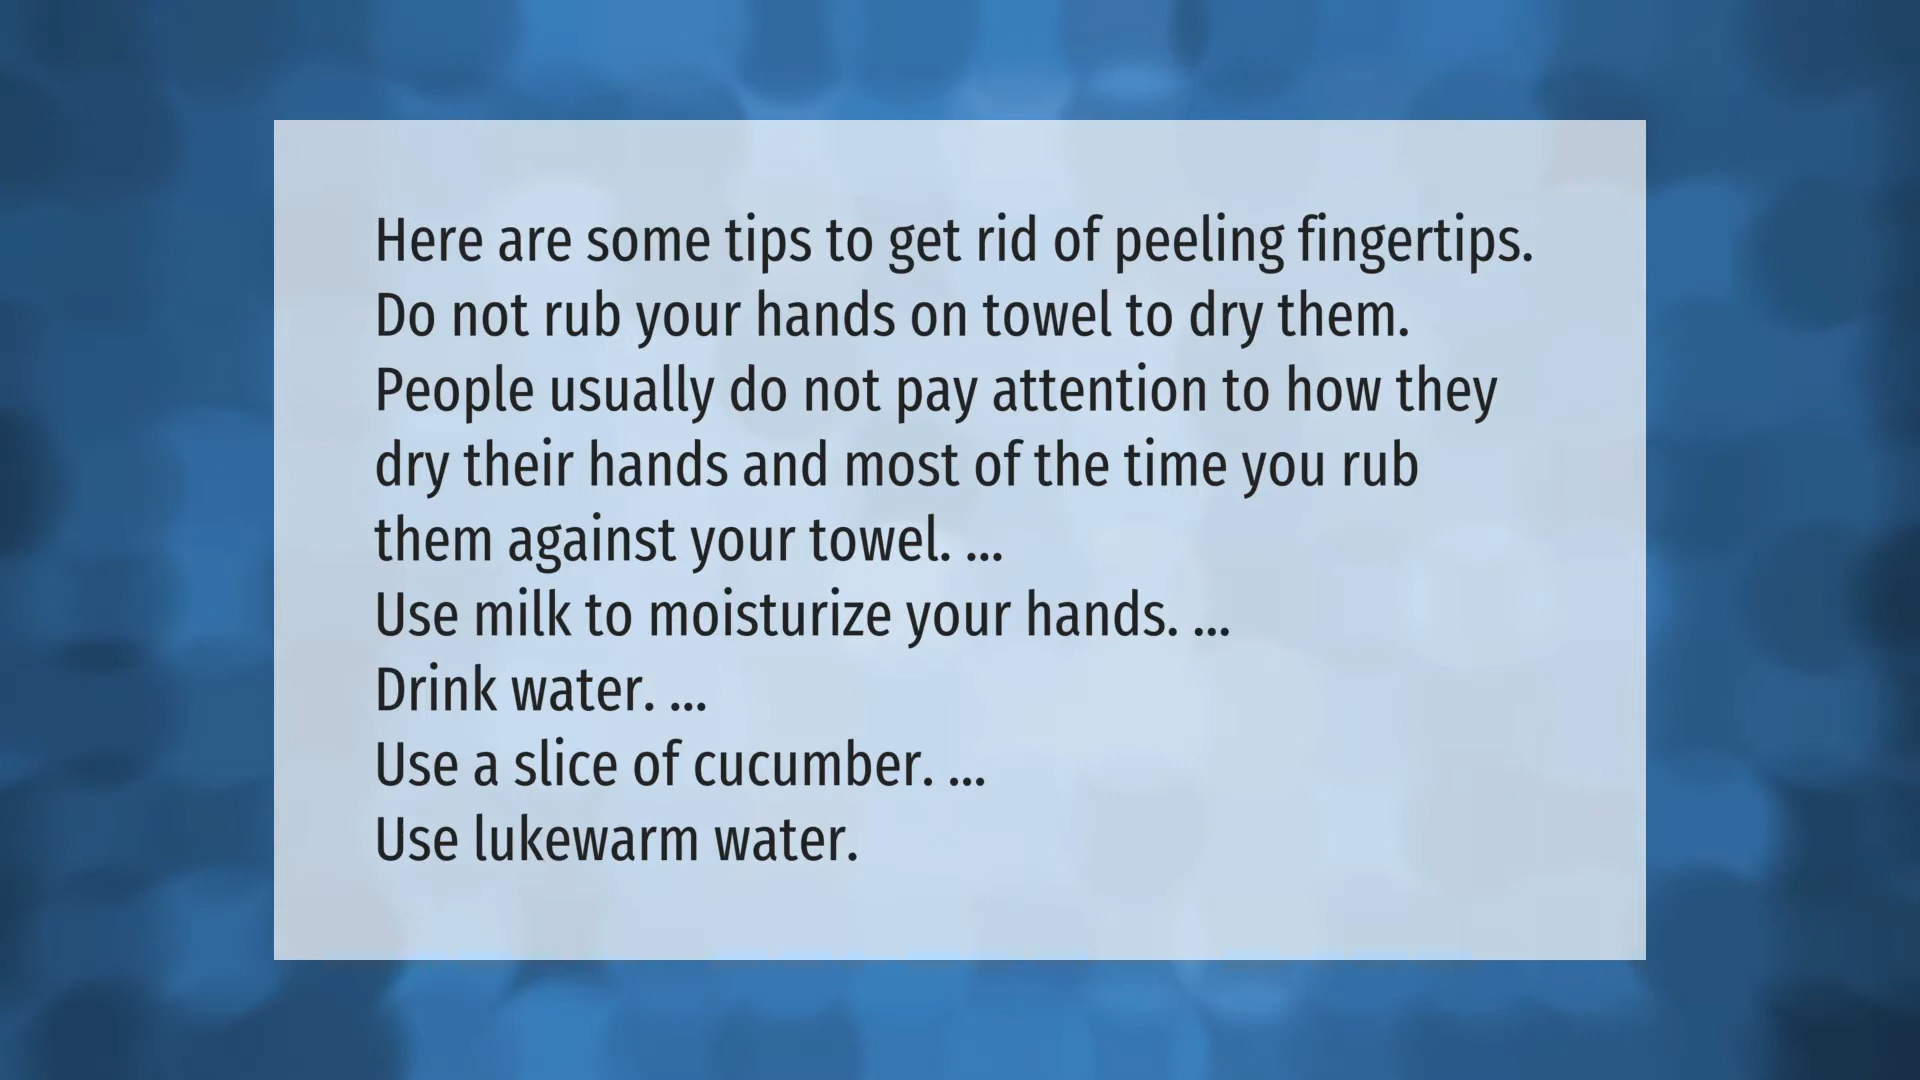 Here are some tips to get rid of peeling fingertips.
Do not rub your hands on towel to dry them.
People usually do not pay attention to how they
dry their hands and most of the time you rub
them against your towel. ...
Use milk to moisturize your hands. ...
Drink water. ...
Use a slice of cucumber. ...
Use lukewarm water.